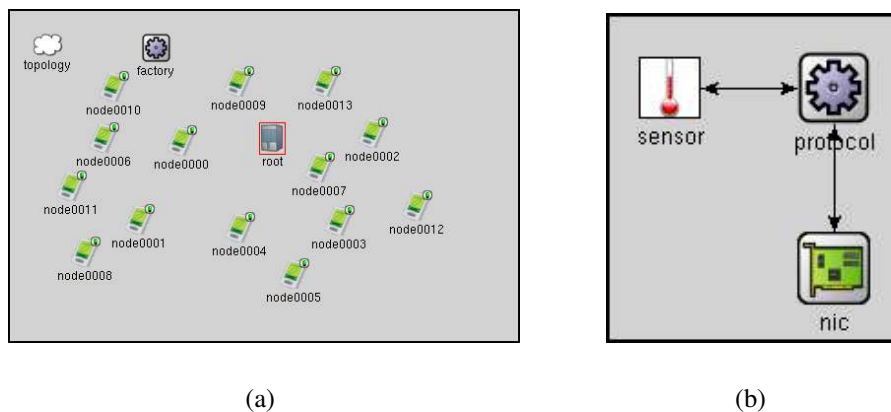 topology
factory
node0010
node0009
node0013
node0006
node0000
root
node0002
node0007
node0011
node0001
node0004
node0003
node0012
node0008
node0005
(a)
sensor
protocol
nic
(b)